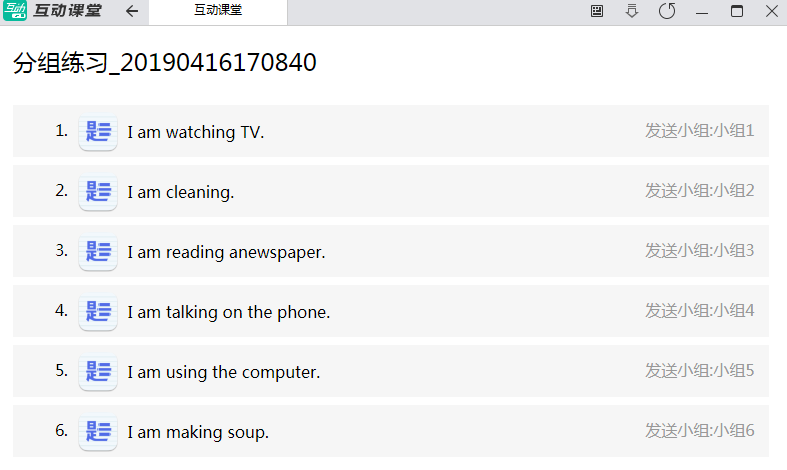 互动 互动课堂 互动课堂
分组练习_20190416170840
1. I am watching TV. 发送小组:小组1
2. I am cleaning. 发送小组:小组2
3. I am reading anewspaper. 发送小组:小组3
4. I am talking on the phone. 发送小组:小组4
5. I am using the computer. 发送小组:小组5
6. I am making soup. 发送小组:小组6